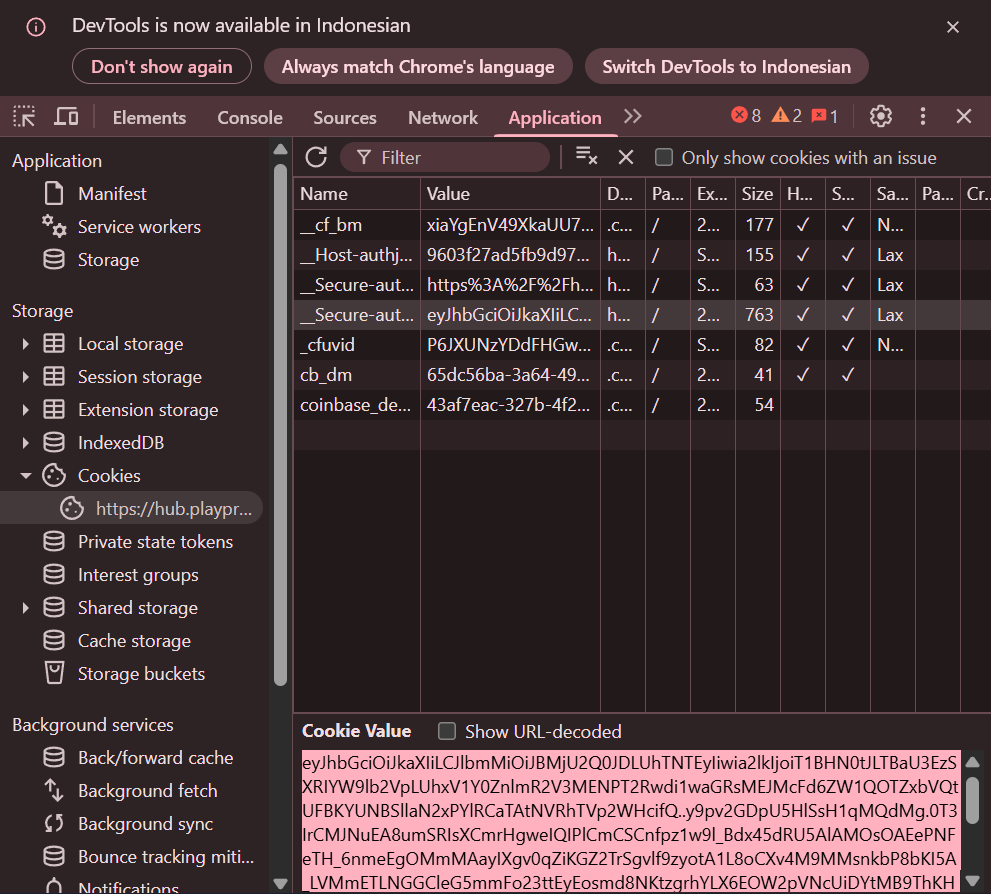 DevTools is now available in Indonesian
Don't show again
Always match Chrome's language
Switch DevTools to Indonesian
Elements Console Sources Network Application 8 2 1
Application
Manifest
Service workers
Storage
Storage
Local storage
Session storage
Extension storage
IndexedDB
Cookies
https://hub.playpr...
Private state tokens
Interest groups
Shared storage
Cache storage
Storage buckets
Background services
Back/forward cache
Background fetch
Background sync
Bounce tracking miti...
Notifications
Filter Only show cookies with an issue
Name Value D... Pa... Ex... Size H... S... Sa... Pa... Cr.
__cf_bm xiaYgEnV49XkaUU7... .c... / 2... 177 ✓ ✓ N...
__Host-authj... 9603f27ad5fb9d97... h... / S... 155 ✓ ✓ Lax
__Secure-aut... https%3A%2F%2Fh... h... / S... 63 ✓ ✓ Lax
__Secure-aut... eyJhbGciOiJkaXIiLC... h... / 2... 763 ✓ ✓ Lax
_cfuvid P6JXUNzYDdFHGw... .c... / S... 82 ✓ ✓ N...
cb_dm 65dc56ba-3a64-49... .c... / 2... 41 ✓ ✓
coinbase_de... 43af7eac-327b-4f2... .c... / 2... 54
Cookie Value Show URL-decoded